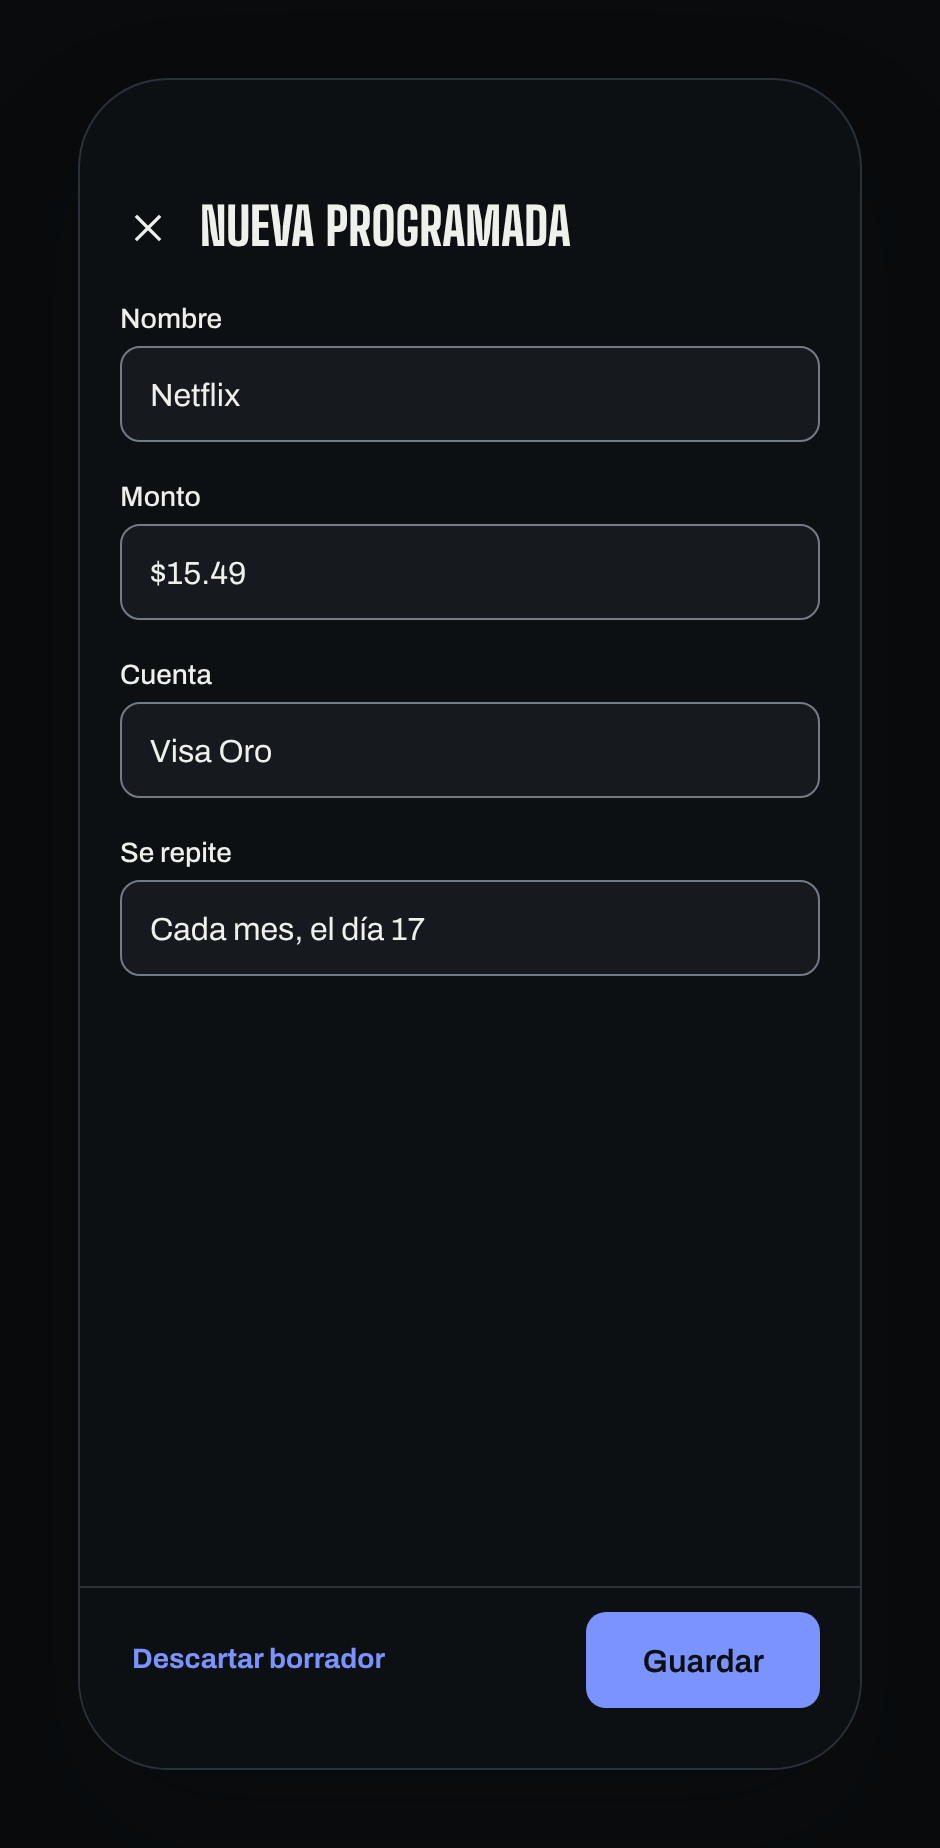 NUEVA PROGRAMADA
Nombre
Netflix
Monto
$15.49
Cuenta
Visa Oro
Se repite
Cada mes, el día 17
Descartar borrador
Guardar